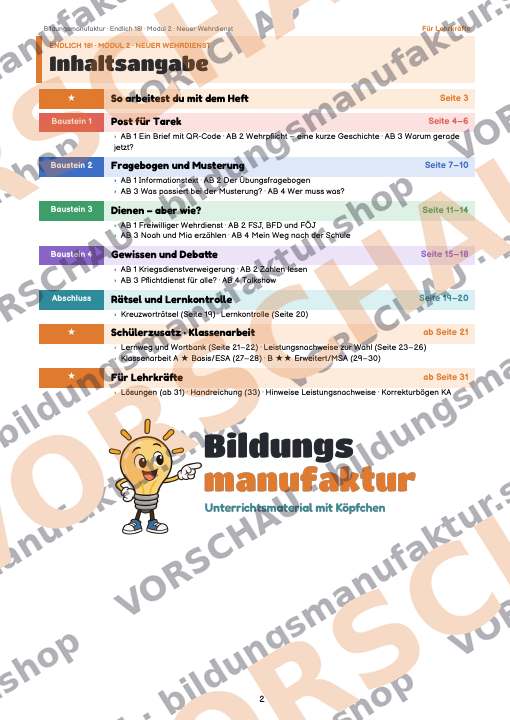 Bildungsmanufaktur · Endlich 18! · Modul 2 · Neuer Wehrdienst
Für Lehrkräfte
ENDLICH 18! · MODUL 2 · NEUER WEHRDIENST
Inhaltsangabe
★ So arbeitest du mit dem Heft Seite 3
Baustein 1 Post für Tarek Seite 4–6
› AB 1 Ein Brief mit QR-Code · AB 2 Wehrpflicht – eine kurze Geschichte · AB 3 Warum gerade
jetzt?
Baustein 2 Fragebogen und Musterung Seite 7–10
› AB 1 Informationstext · AB 2 Der Übungsfragebogen
AB 3 Was passiert bei der Musterung? · AB 4 Wer muss was?
Baustein 3 Dienen – aber wie? Seite 11–14
› AB 1 Freiwilliger Wehrdienst · AB 2 FSJ, BFD und FÖJ
AB 3 Noah und Mia erzählen · AB 4 Mein Weg nach der Schule
Baustein 4 Gewissen und Debatte Seite 15–18
› AB 1 Kriegsdienstverweigerung · AB 2 Zahlen lesen
AB 3 Pflichtdienst für alle? · AB 4 Talkshow
Abschluss Rätsel und Lernkontrolle Seite 19–20
› Kreuzworträtsel (Seite 19) · Lernkontrolle (Seite 20)
★ Schülerzusatz · Klassenarbeit ab Seite 21
› Lernweg und Wortbank (Seite 21–22) · Leistungsnachweise zur Wahl (Seite 23–26)
Klassenarbeit A ★ Basis/ESA (27–28) · B ★★ Erweitert/MSA (29–30)
★ Für Lehrkräfte ab Seite 31
› Lösungen (ab 31) · Handreichung (33) · Hinweise Leistungsnachweise · Korrekturbögen KA
Bildungs
manufaktur
Unterrichtsmaterial mit Köpfchen
VORSCHAU · bildungsmanufaktur.shop
VORSCHAU
2